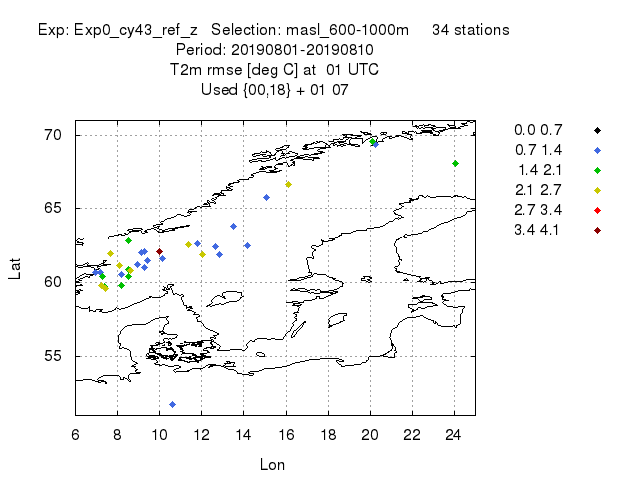 Exp: Exp0_cy43_ref_z   Selection: masl_600-1000m     34 stations
Period: 20190801-20190810
T2m rmse [deg C] at  01 UTC
Used {00,18} + 01 07
0.0 0.7
0.7 1.4
1.4 2.1
2.1 2.7
2.7 3.4
3.4 4.1
70
65
60
55
Lat
6 8 10 12 14 16 18 20 22 24
Lon